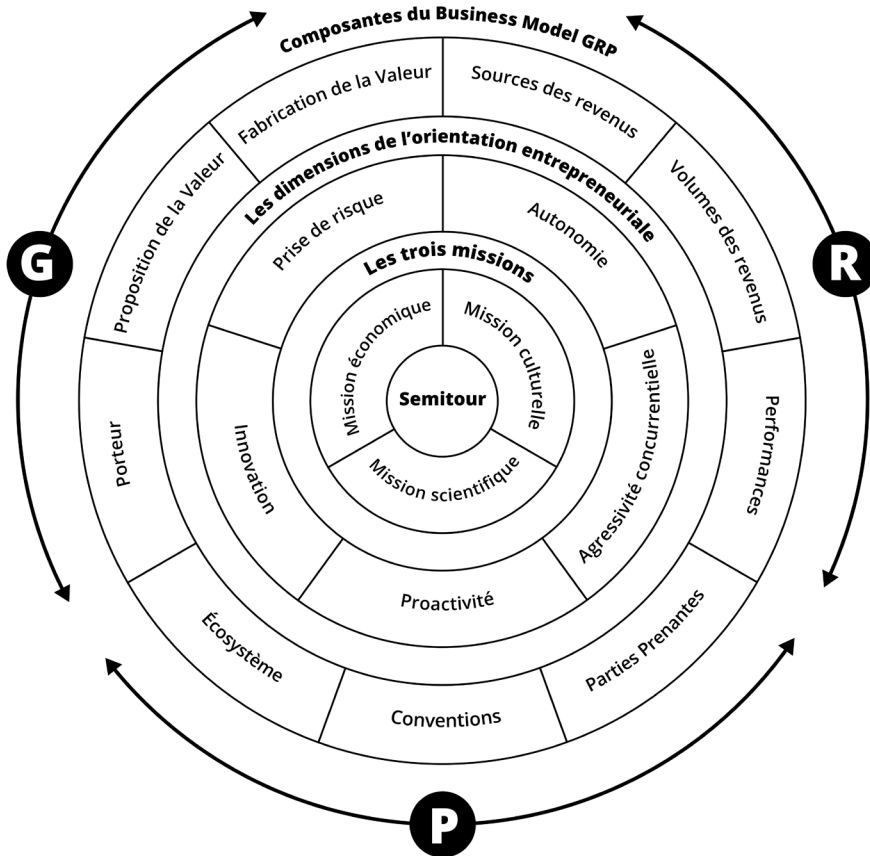 Composantes du Business Model GRP
Fabrication de la Valeur
Sources des revenus
Proposition de la Valeur
Volumes des revenus
Porteur
Performances
Écosystème
Conventions
Parties Prenantes
Les dimensions de l’orientation entrepreneuriale
Prise de risque
Autonomie
Innovation
Agressivité concurrentielle
Proactivité
Les trois missions
Mission économique
Mission culturelle
Mission scientifique
Semitour
G
R
P